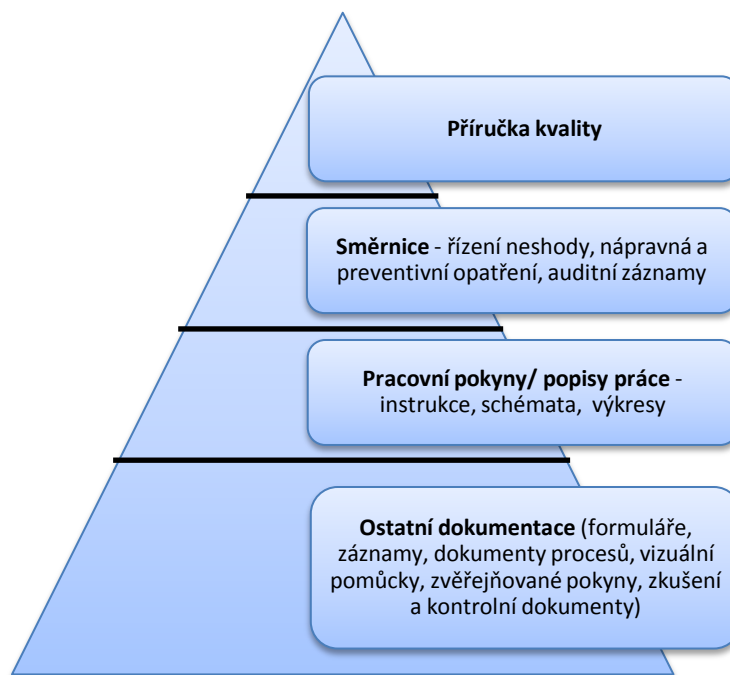 Příručka kvality
Směrnice - řízení neshody, nápravná a
preventivní opatření, auditní záznamy
Pracovní pokyny/ popisy práce -
instrukce, schémata, výkresy
Ostatní dokumentace (formuláře,
záznamy, dokumenty procesů, vizuální
pomůcky, zvěřejňované pokyny, zkušení
a kontrolní dokumenty)